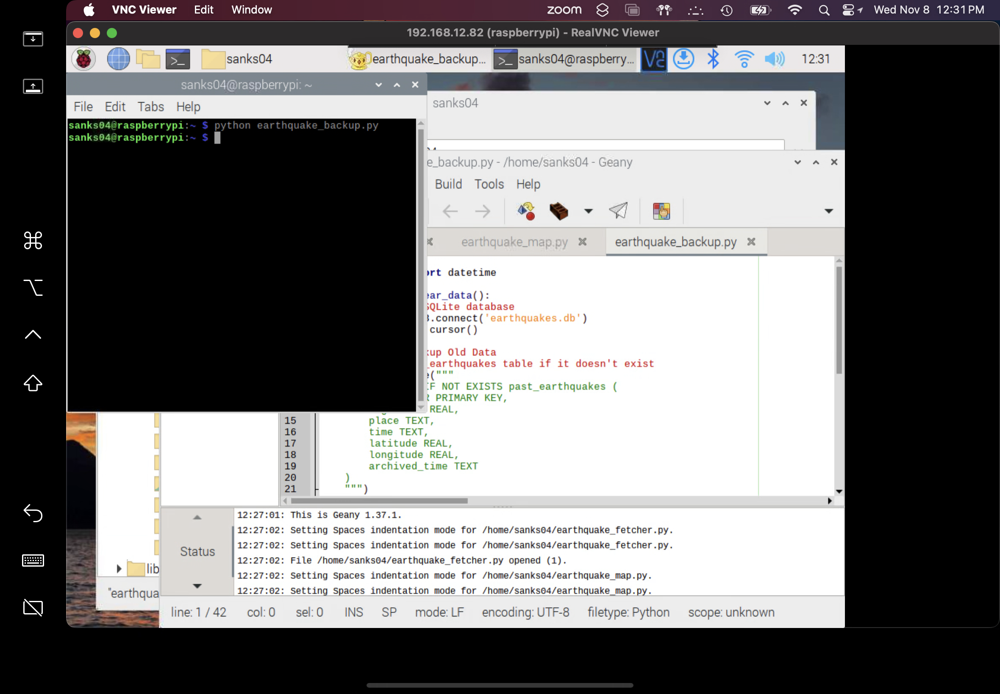 VNC Viewer Edit Window zoom Wed Nov 8 12:31 PM
192.168.12.82 (raspberrypi) - RealVNC Viewer
sanks04 earthquake_backup... sanks04@raspberry... 12:31
sanks04@raspberrypi: ~
File Edit Tabs Help
sanks04@raspberrypi:~ $ python earthquake_backup.py
sanks04@raspberrypi:~ $
sanks04
e_backup.py - /home/sanks04 - Geany
Build Tools Help
earthquake_map.py earthquake_backup.py
ort datetime
ear_data():
SQLite database
3.connect('earthquakes.db')
cursor()
kup Old Data
_earthquakes table if it doesn't exist
e("""
IF NOT EXISTS past_earthquakes (
R PRIMARY KEY,
REAL,
15 place TEXT,
16 time TEXT,
17 latitude REAL,
18 longitude REAL,
19 archived_time TEXT
20 )
21 """)
lib
"earthqua
Status
12:27:01: This is Geany 1.37.1.
12:27:02: Setting Spaces indentation mode for /home/sanks04/earthquake_fetcher.py.
12:27:02: Setting Spaces indentation mode for /home/sanks04/earthquake_fetcher.py.
12:27:02: File /home/sanks04/earthquake_fetcher.py opened (1).
12:27:02: Setting Spaces indentation mode for /home/sanks04/earthquake_map.py.
12:27:02: Setting Spaces indentation mode for /home/sanks04/earthquake_map.py.
line: 1 / 42 col: 0 sel: 0 INS SP mode: LF encoding: UTF-8 filetype: Python scope: unknown